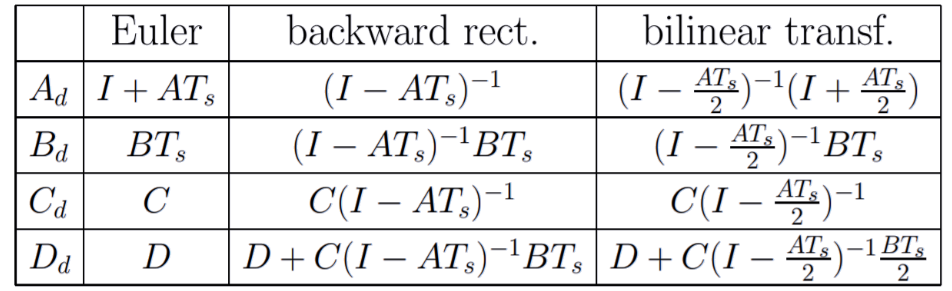 Euler backward rect. bilinear transf.
A_d I + AT_s (I − AT_s)^{−1} (I − \frac{AT_s}{2})^{−1}(I + \frac{AT_s}{2})
B_d BT_s (I − AT_s)^{−1}BT_s (I − \frac{AT_s}{2})^{−1}BT_s
C_d C C(I − AT_s)^{−1} C(I − \frac{AT_s}{2})^{−1}
D_d D D + C(I − AT_s)^{−1}BT_s D + C(I − \frac{AT_s}{2})^{−1}\frac{BT_s}{2}